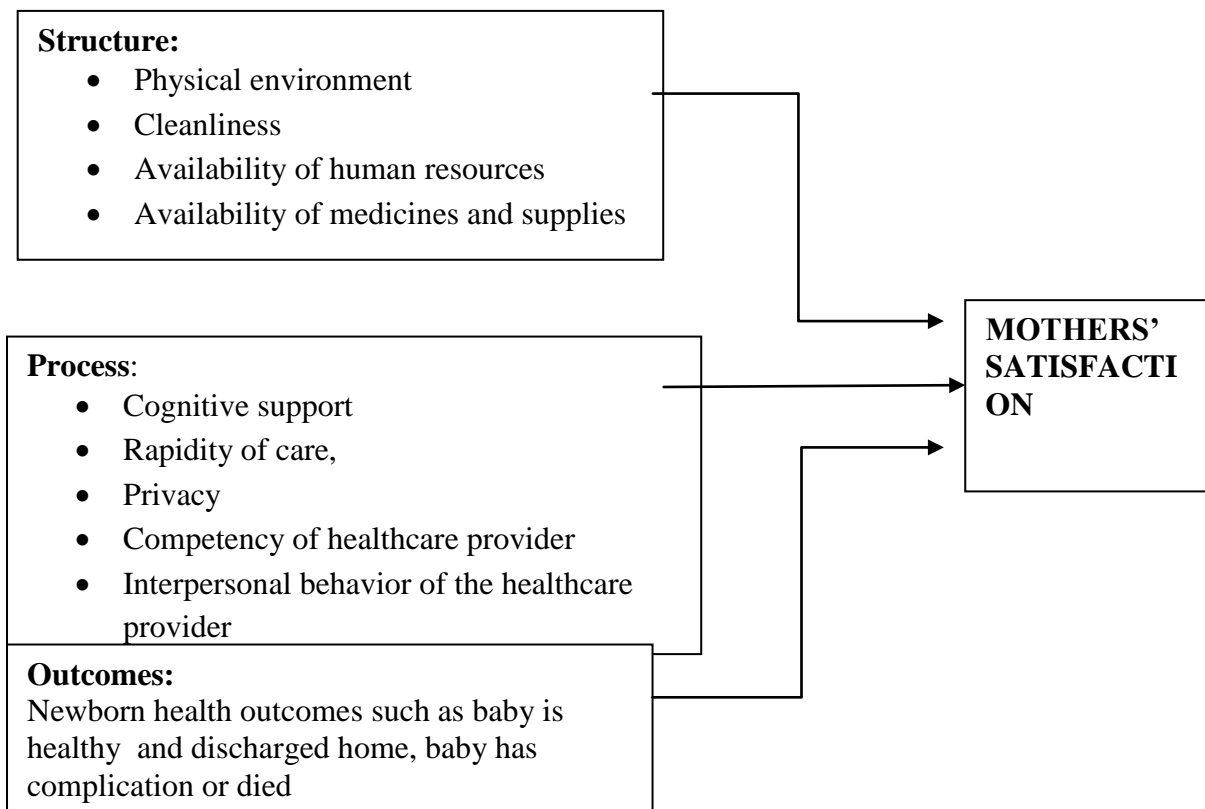 Structure:
• Physical environment
• Cleanliness
• Availability of human resources
• Availability of medicines and supplies
Process:
• Cognitive support
• Rapidity of care,
• Privacy
• Competency of healthcare provider
• Interpersonal behavior of the healthcare
provider
Outcomes:
Newborn health outcomes such as baby is
healthy and discharged home, baby has
complication or died
MOTHERS’
SATISFACTI
ON